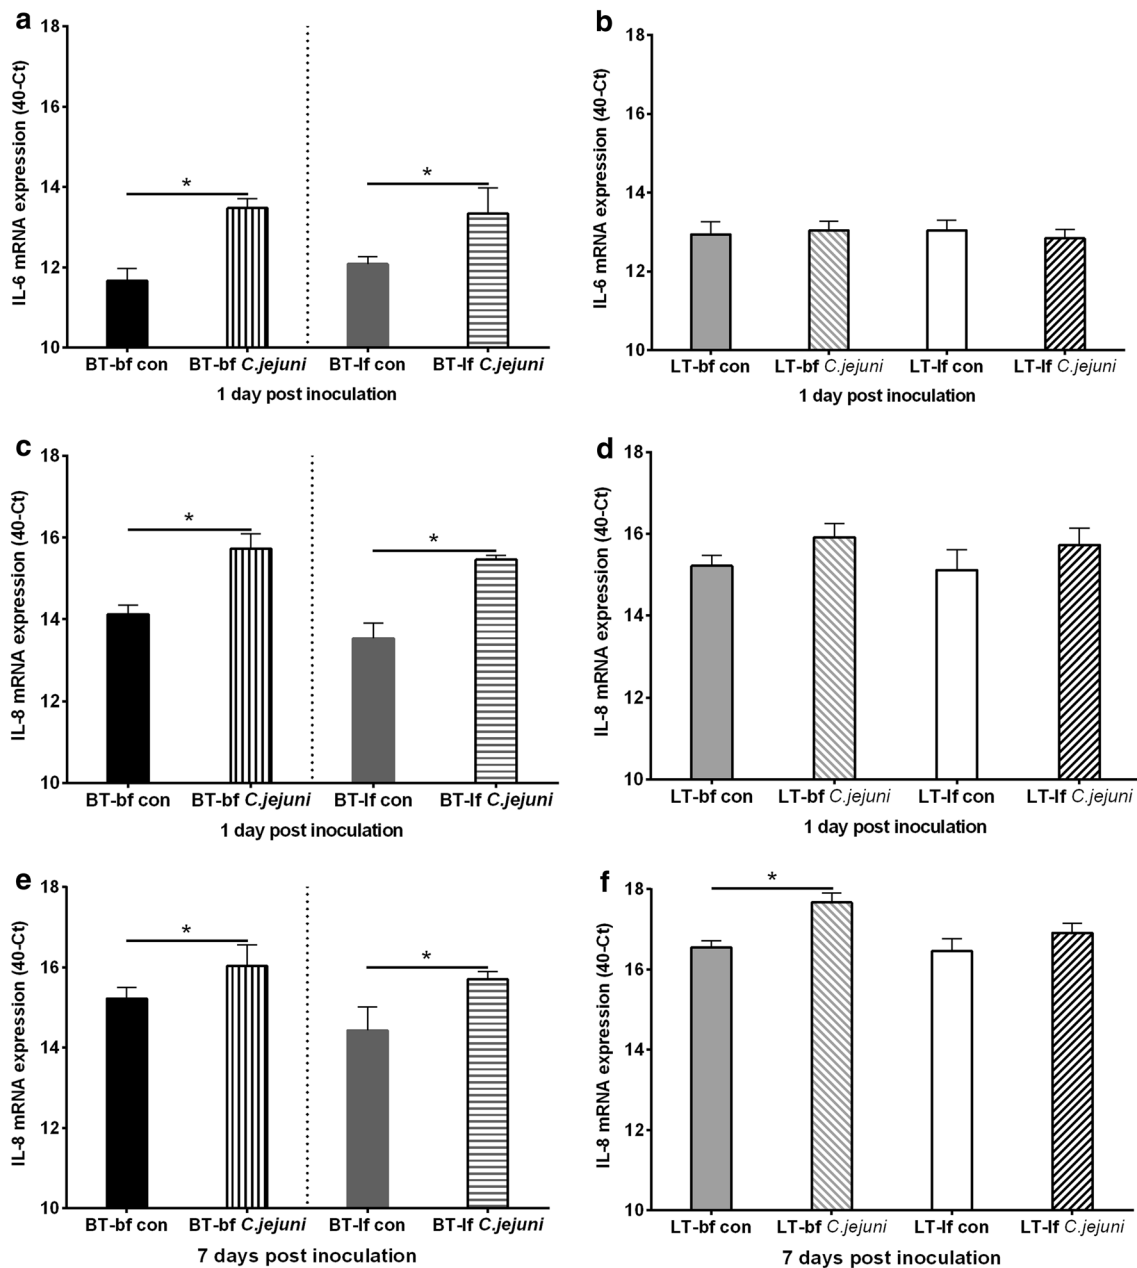 a
IL-6 mRNA expression (40-Ct)
18
16
14
12
10
*
*
BT-bf con
BT-bf C.jejuni
BT-lf con
BT-lf C.jejuni
1 day post inoculation
b
IL-6 mRNA expression (40-Ct)
18
16
14
12
10
LT-bf con
LT-bf C.jejuni
LT-lf con
LT-lf C.jejuni
1 day post inoculation
c
IL-8 mRNA expression (40-Ct)
18
16
14
12
10
*
*
BT-bf con
BT-bf C.jejuni
BT-lf con
BT-lf C.jejuni
1 day post inoculation
d
IL-8 mRNA expression (40-Ct)
18
16
14
12
10
LT-bf con
LT-bf C.jejuni
LT-lf con
LT-lf C.jejuni
1 day post inoculation
e
IL-8 mRNA expression (40-Ct)
18
16
14
12
10
*
*
BT-bf con
BT-bf C.jejuni
BT-lf con
BT-lf C.jejuni
7 days post inoculation
f
IL-8 mRNA expression (40-Ct)
18
16
14
12
10
*
LT-bf con
LT-bf C.jejuni
LT-lf con
LT-lf C.jejuni
7 days post inoculation